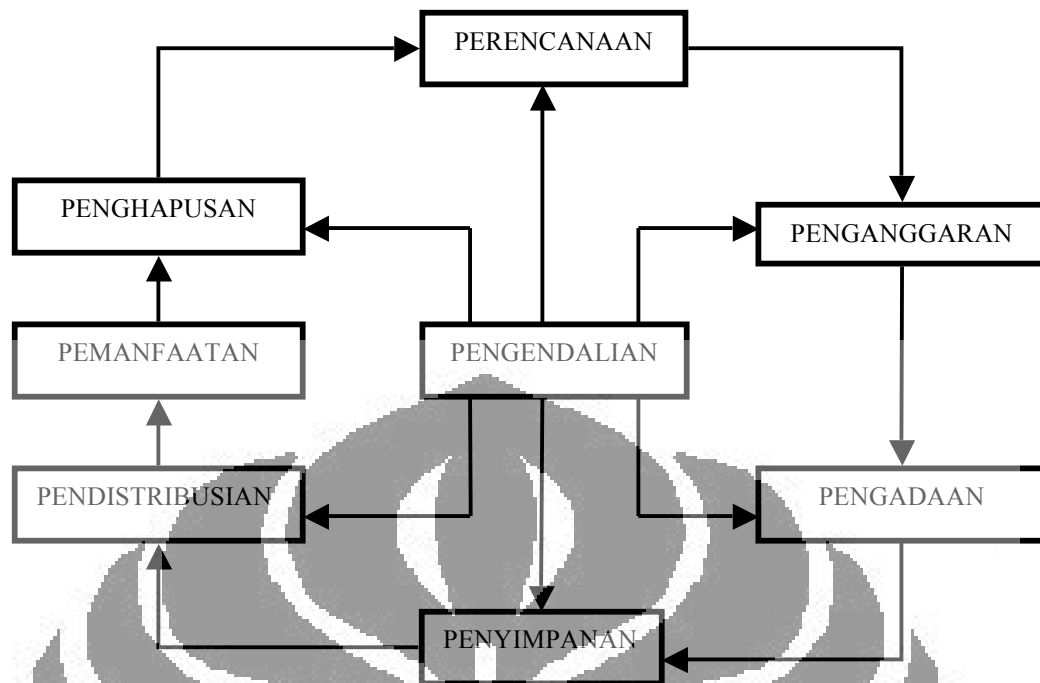 PERENCANAAN
PENGHAPUSAN
PENGANGGARAN
PEMANFAATAN
PENGENDALIAN
PENDISTRIBUSIAN
PENGADAAN
PENYIMPANAN